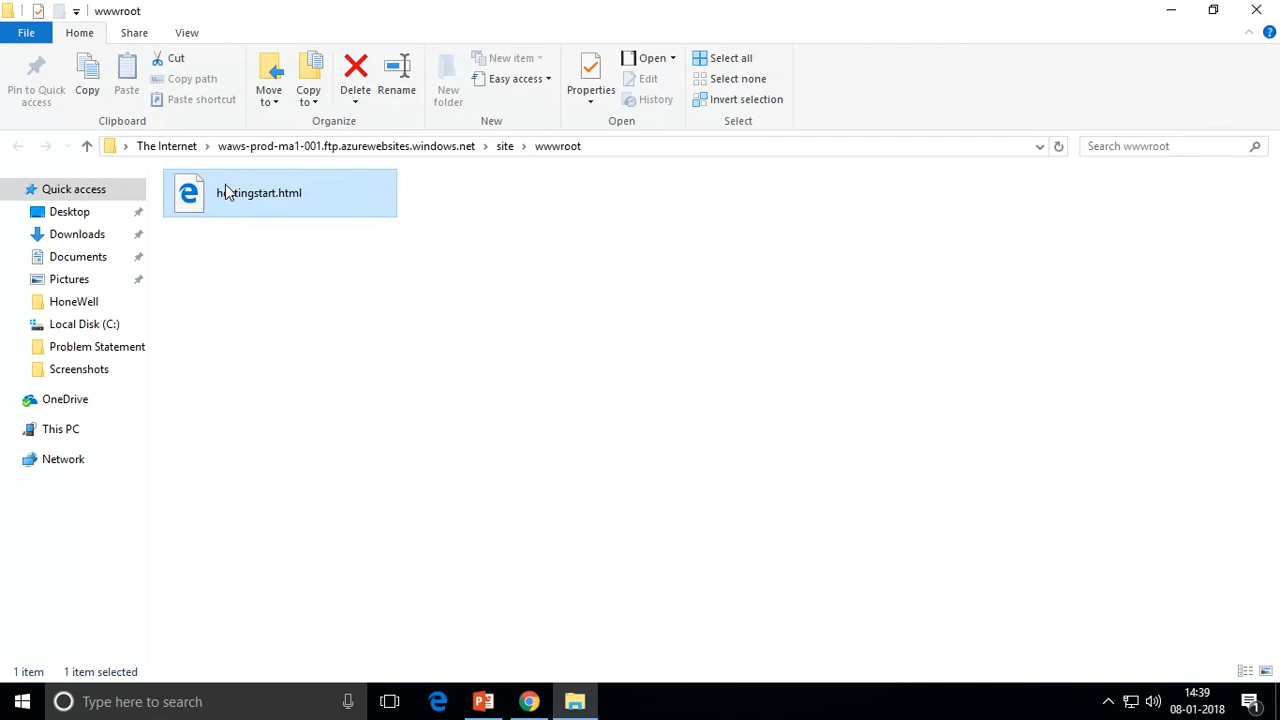 wwwroot
File Home Share View
Pin to Quick access
Copy
Paste
Cut
Copy path
Paste shortcut
Clipboard
Move to
Copy to
Delete
Rename
Organize
New folder
New item
Easy access
New
Properties
Open
Edit
History
Open
Select all
Select none
Invert selection
Select
The Internet waws-prod-ma1-001.ftp.azurewebsites.windows.net site wwwroot
Search wwwroot
Quick access
Desktop
Downloads
Documents
Pictures
HoneWell
Local Disk (C:)
Problem Statement
Screenshots
OneDrive
This PC
Network
hostingstart.html
1 item 1 item selected
Type here to search
14:39
08-01-2018
1